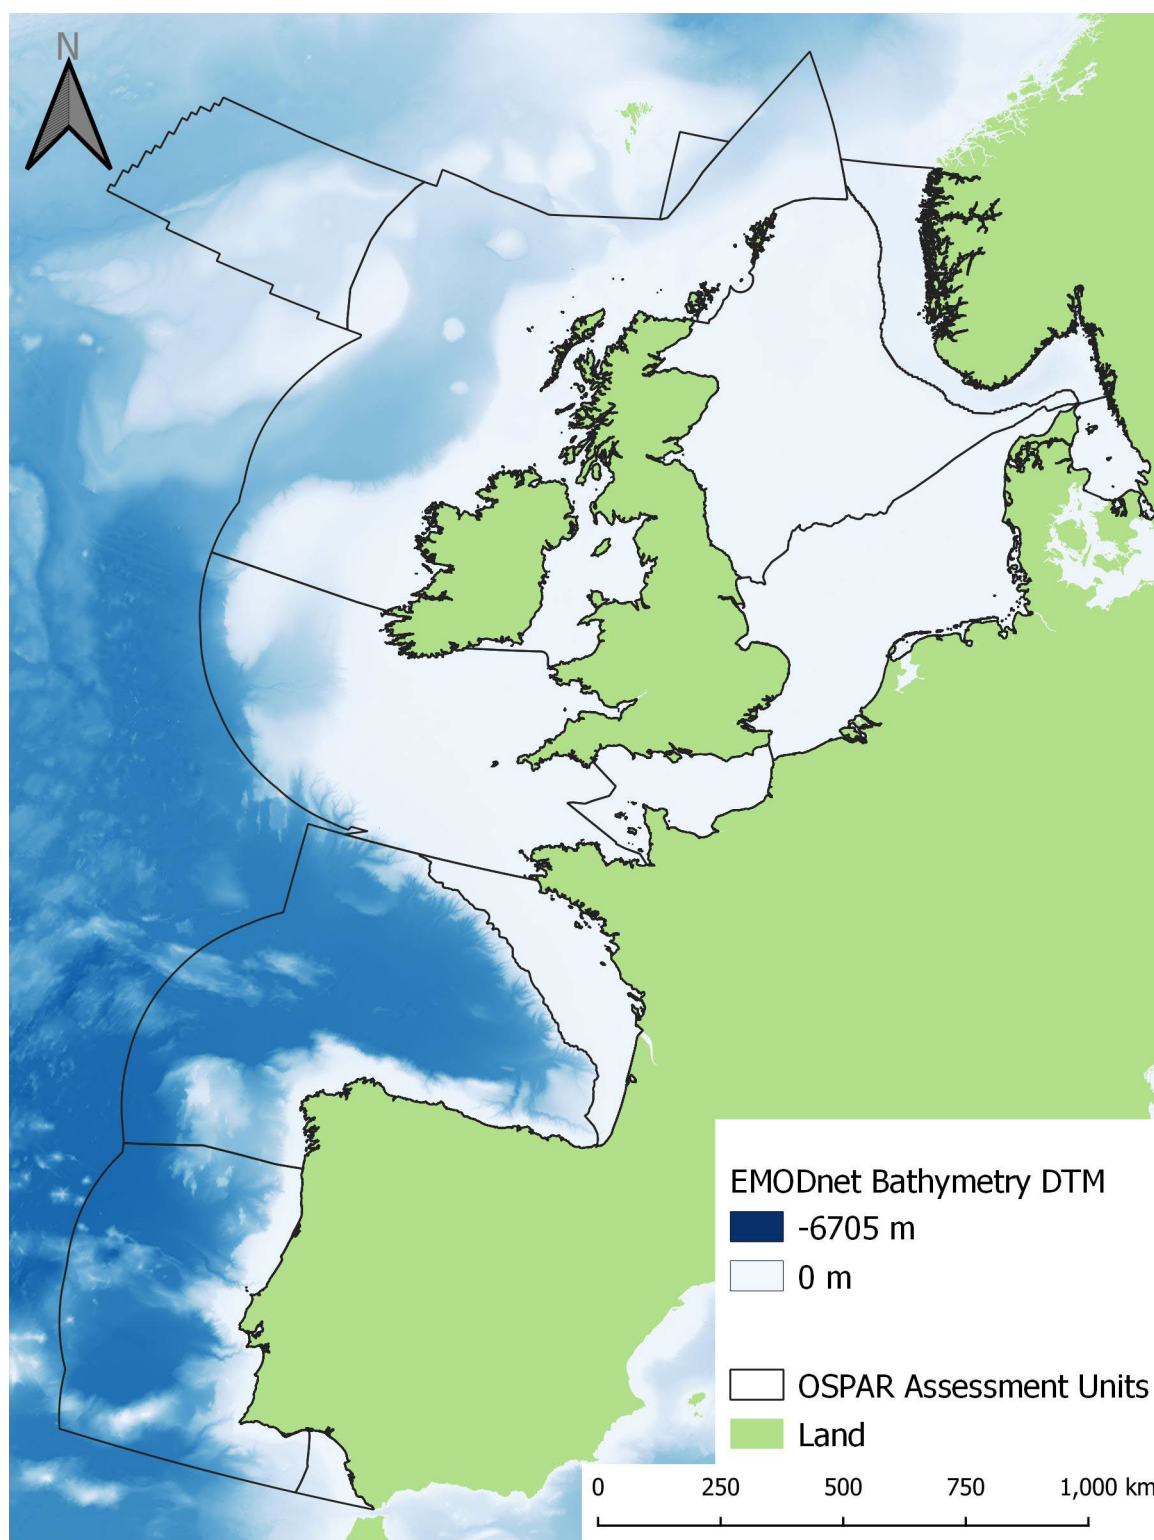 N
EMODnet Bathymetry DTM
-6705 m
0 m
OSPAR Assessment Units
Land
0 250 500 750 1,000 km